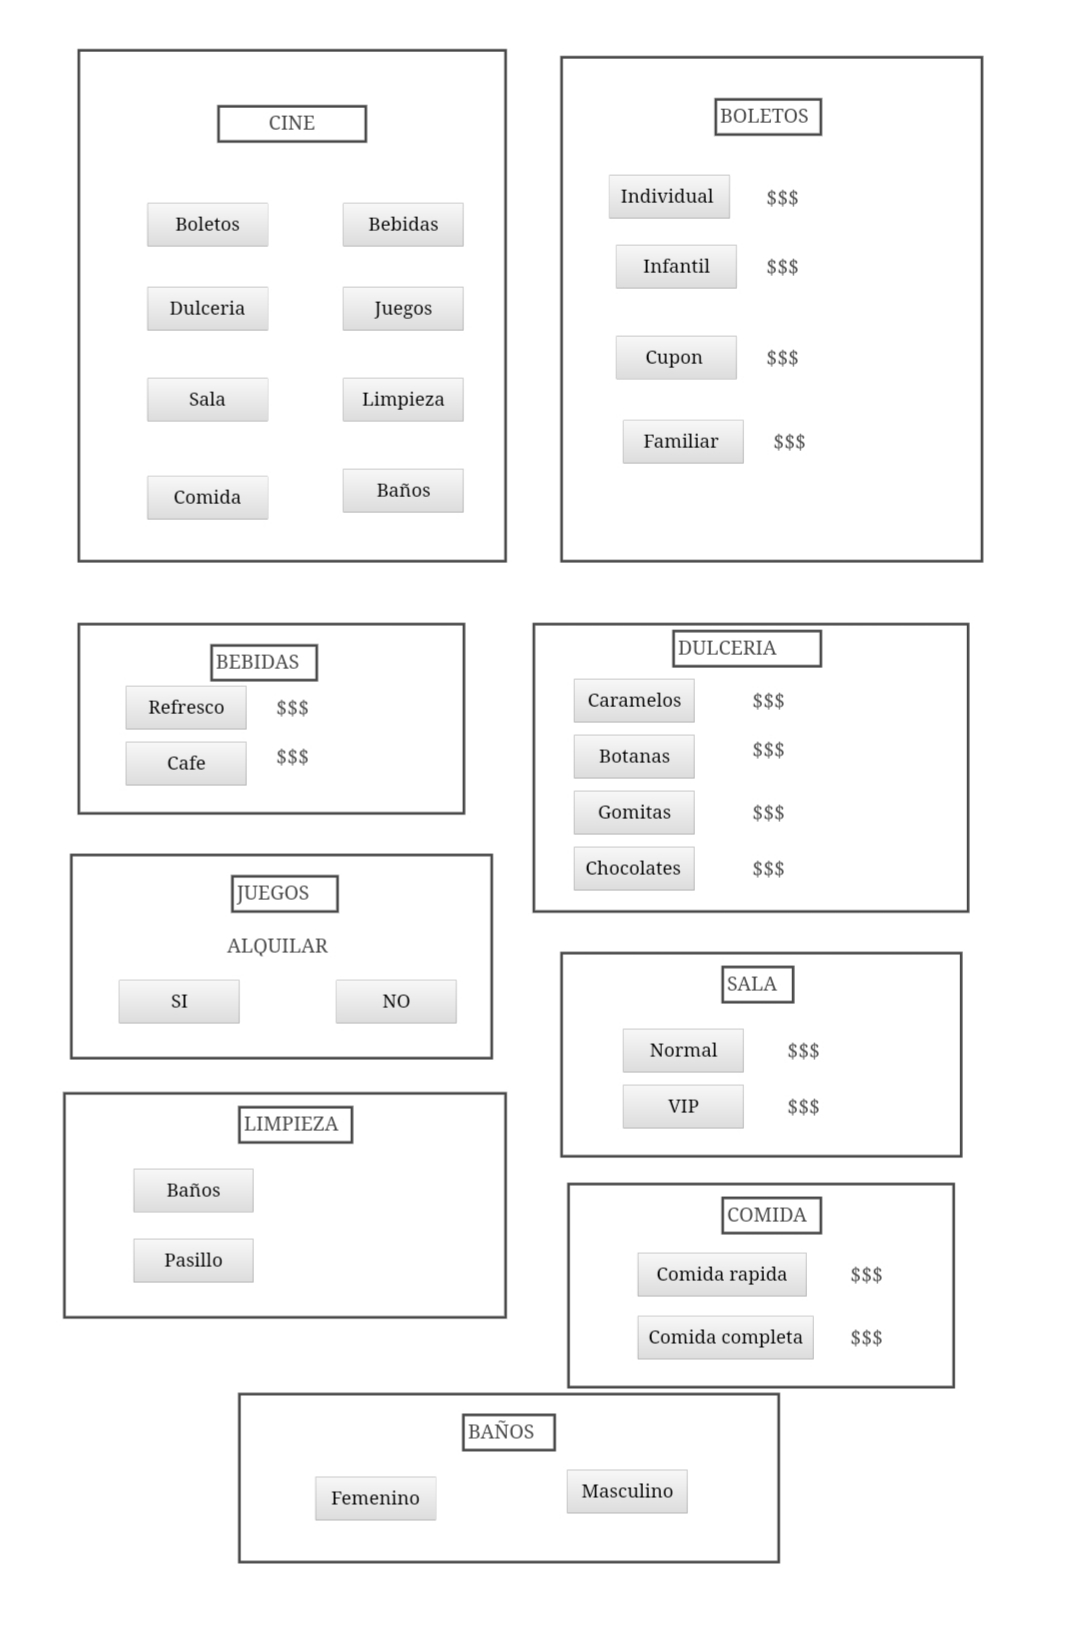 CINE
Boletos
Bebidas
Dulceria
Juegos
Sala
Limpieza
Comida
Baños
BOLETOS
Individual $$$
Infantil $$$
Cupon $$$
Familiar $$$
BEBIDAS
Refresco $$$
Cafe $$$
DULCERIA
Caramelos $$$
Botanas $$$
Gomitas $$$
Chocolates $$$
JUEGOS
ALQUILAR
SI
NO
SALA
Normal $$$
VIP $$$
LIMPIEZA
Baños
Pasillo
COMIDA
Comida rapida $$$
Comida completa $$$
BAÑOS
Femenino
Masculino